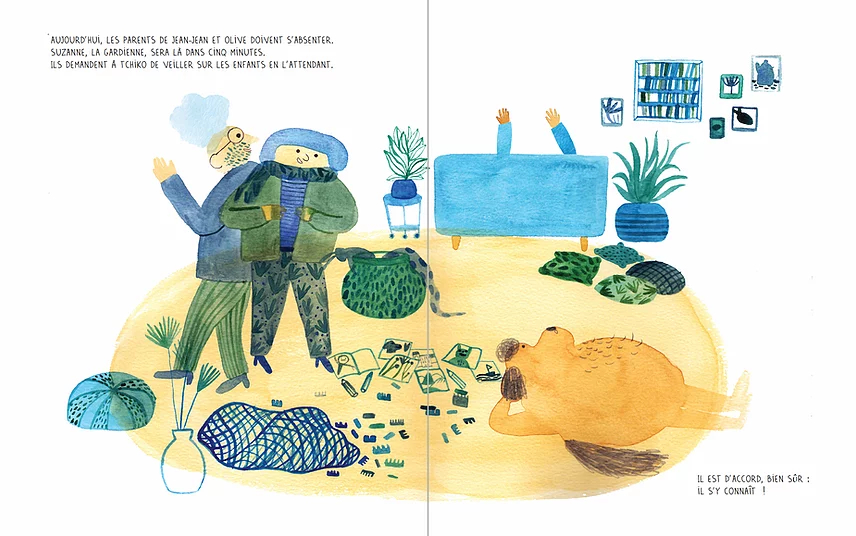 AUJOURD'HUI, LES PARENTS DE JEAN-JEAN ET OLIVE DOIVENT S'ABSENTER.
SUZANNE, LA GARDIENNE, SERA LÀ DANS CINQ MINUTES.
ILS DEMANDENT À TCHIKO DE VEILLER SUR LES ENFANTS EN L'ATTENDANT.
IL EST D'ACCORD, BIEN SÛR :
IL S'Y CONNAÎT !